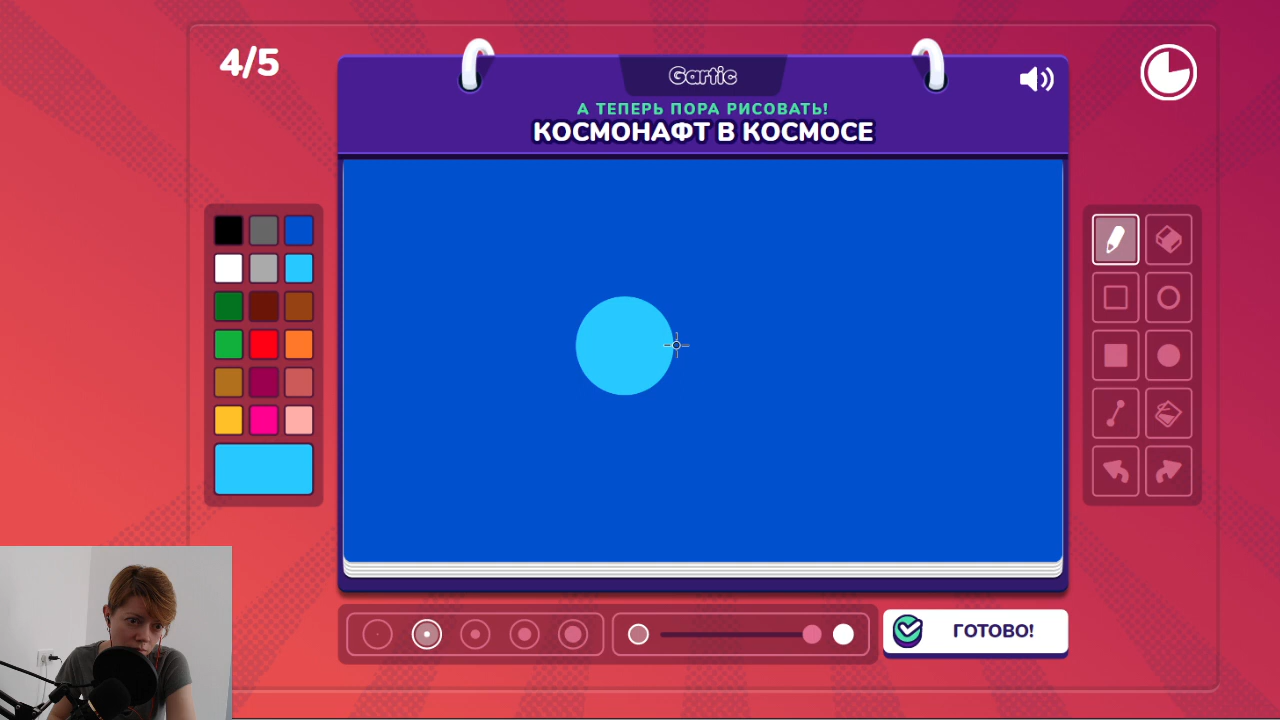 4/5
Gartic
А ТЕПЕРЬ ПОРА РИСОВАТЬ!
КОСМОНАФТ В КОСМОСЕ
ГОТОВО!